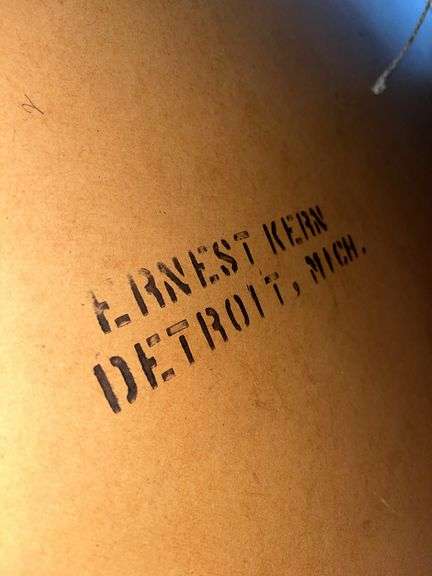 ERNEST KERN
DETROIT, MICH.